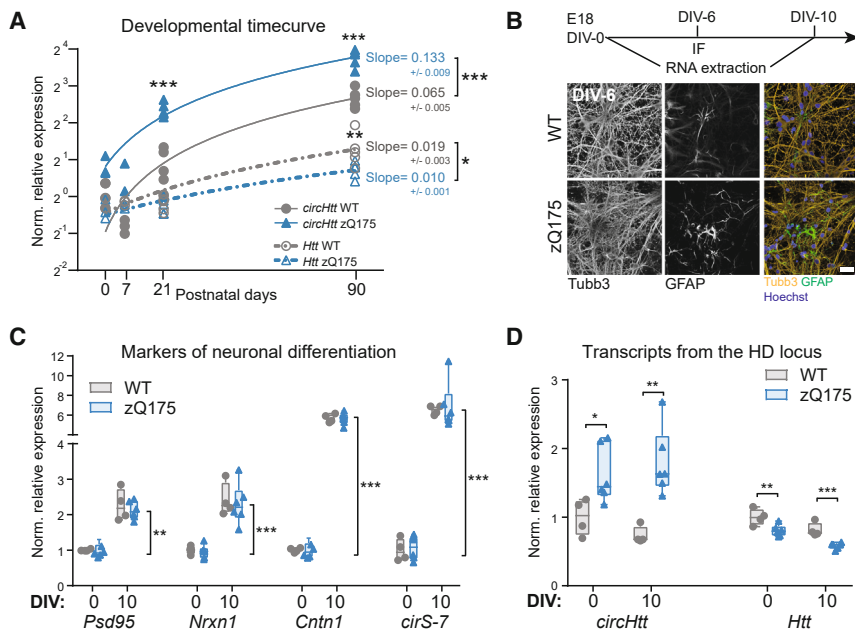 A
Developmental timecurve
Norm. relative expression
2^4
2^3
2^2
2^1
2^0
2^-1
2^-2
***
***
**
Slope= 0.133
+/- 0.009
Slope= 0.065
+/- 0.005
***
Slope= 0.019
+/- 0.003
Slope= 0.010
+/- 0.001
*
circHtt WT
circHtt zQ175
Htt WT
Htt zQ175
0 7 21 90
Postnatal days
B
E18 DIV-6 DIV-10
DIV-0
IF
RNA extraction
DIV-6
WT
zQ175
Tubb3 GFAP
Tubb3 GFAP
Hoechst
C
Markers of neuronal differentiation
Norm. relative expression
12
10
8
6
4
3
2
1
0
WT
zQ175
**
***
***
***
DIV: 0 10 0 10 0 10 0 10
Psd95 Nrxn1 Cntn1 cirS-7
D
Transcripts from the HD locus
Norm. relative expression
3
2
1
0
WT
zQ175
*
**
**
***
DIV: 0 10 0 10
circHtt Htt